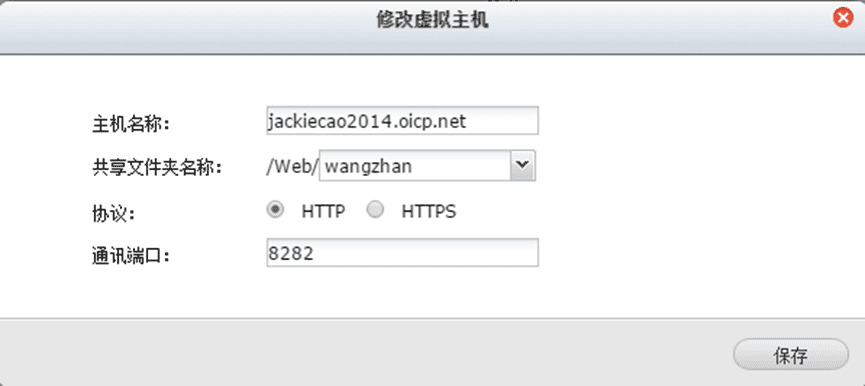 修改虚拟主机
主机名称: jackiecao2014.oicp.net
共享文件夹名称: /Web/ wangzhan
协议: HTTP HTTPS
通讯端口: 8282
保存